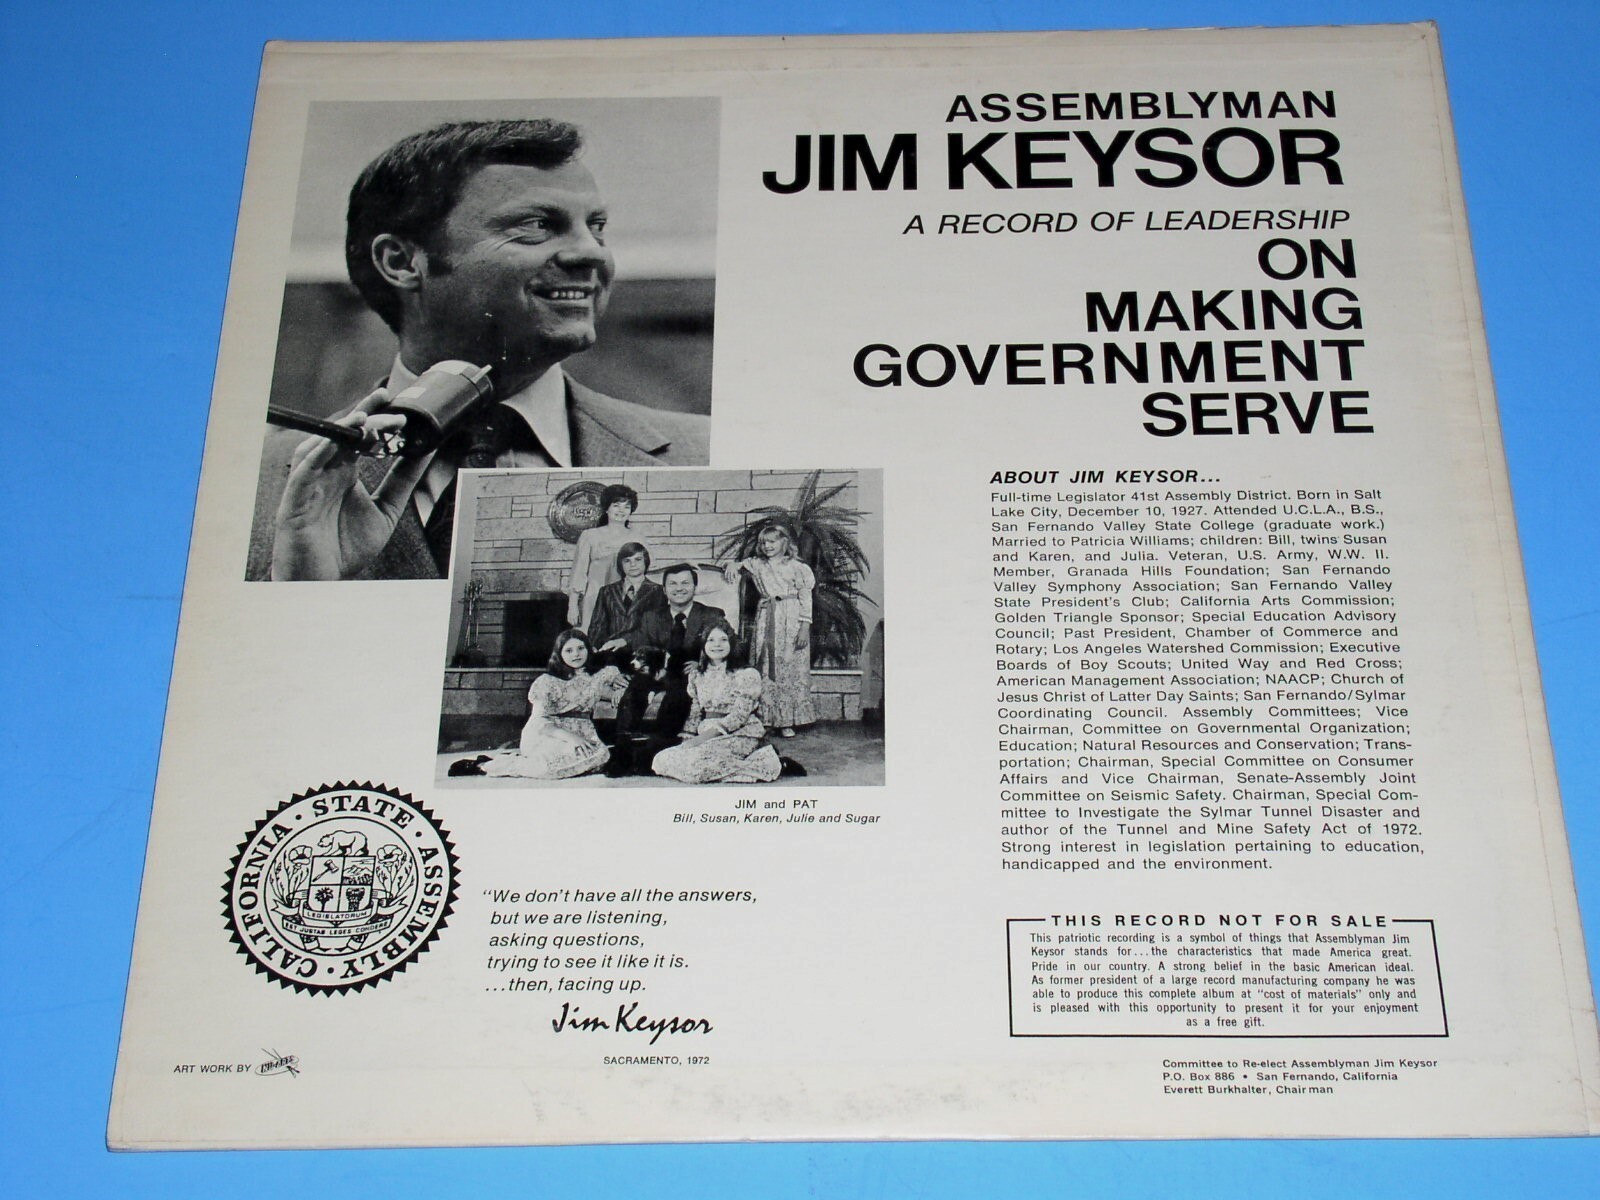 ASSEMBLYMAN
JIM KEYSOR
A RECORD OF LEADERSHIP
ON
MAKING
GOVERNMENT
SERVE
ABOUT JIM KEYSOR...
Full-time Legislator 41st Assembly District. Born in Salt
Lake City, December 10, 1927. Attended U.C.L.A., B.S.,
San Fernando Valley State College (graduate work.)
Married to Patricia Williams; children: Bill, twins Susan
and Karen, and Julia. Veteran, U.S. Army, W.W. II.
Member, Granada Hills Foundation; San Fernando
Valley Symphony Association; San Fernando Valley
State President's Club; California Arts Commission;
Golden Triangle Sponsor; Special Education Advisory
Council; Past President, Chamber of Commerce and
Rotary; Los Angeles Watershed Commission; Executive
Boards of Boy Scouts; United Way and Red Cross;
American Management Association; NAACP; Church of
Jesus Christ of Latter Day Saints; San Fernando/Sylmar
Coordinating Council. Assembly Committees; Vice
Chairman, Committee on Governmental Organization;
Education; Natural Resources and Conservation; Trans-
portation; Chairman, Special Committee on Consumer
Affairs and Vice Chairman, Senate-Assembly Joint
Committee on Seismic Safety. Chairman, Special Com-
mittee to Investigate the Sylmar Tunnel Disaster and
author of the Tunnel and Mine Safety Act of 1972.
Strong interest in legislation pertaining to education,
handicapped and the environment.
JIM and PAT
Bill, Susan, Karen, Julie and Sugar
CALIFORNIA · STATE · ASSEMBLY ·
LEGISLATORUM
EST JUSTAS LEGES CONDERE
"We don't have all the answers,
but we are listening,
asking questions,
trying to see it like it is.
...then, facing up.
Jim Keysor
SACRAMENTO, 1972
THIS RECORD NOT FOR SALE
This patriotic recording is a symbol of things that Assemblyman Jim
Keysor stands for...the characteristics that made America great.
Pride in our country. A strong belief in the basic American ideal.
As former president of a large record manufacturing company he was
able to produce this complete album at "cost of materials" only and
is pleased with this opportunity to present it for your enjoyment
as a free gift.
ART WORK BY
Committee to Re-elect Assemblyman Jim Keysor
P.O. Box 886 • San Fernando, California
Everett Burkhalter, Chairman